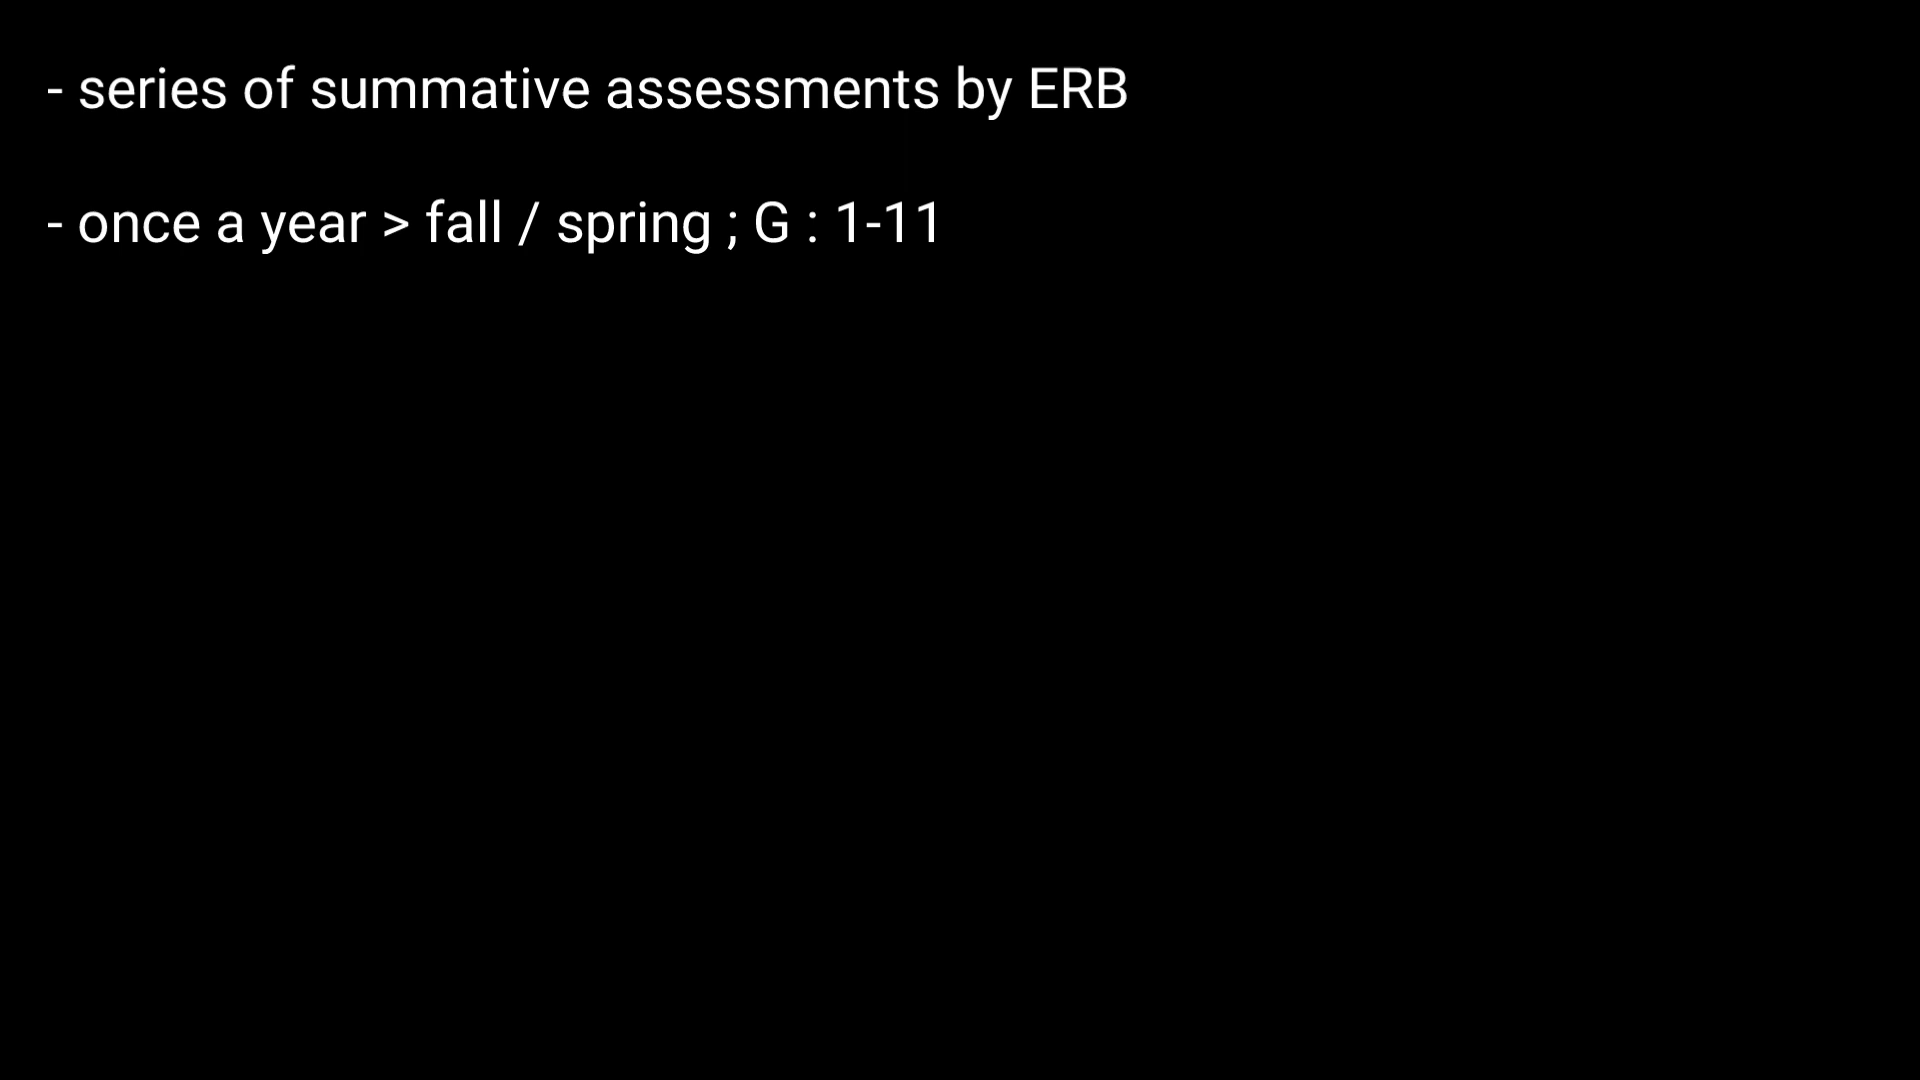 - series of summative assessments by ERB
- once a year > fall / spring ; G : 1-11